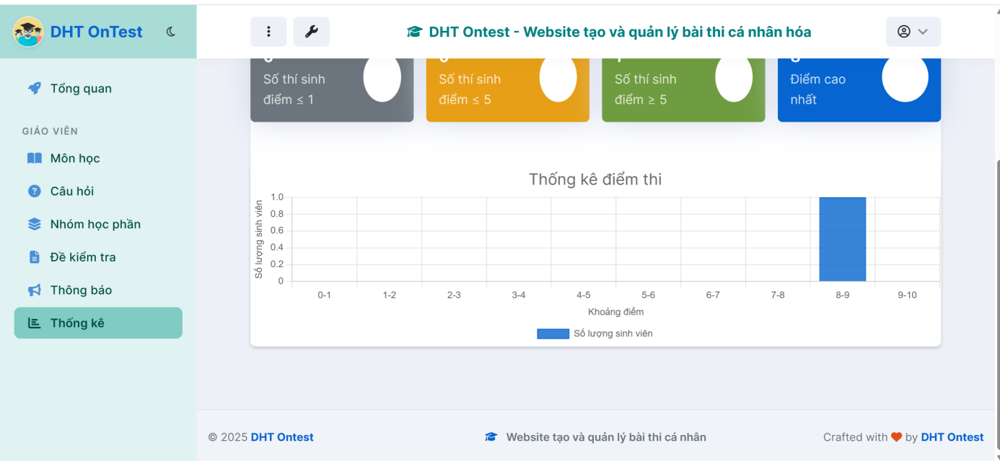 DHT OnTest
DHT Ontest - Website tạo và quản lý bài thi cá nhân hóa
Tổng quan
GIÁO VIÊN
Môn học
Câu hỏi
Nhóm học phần
Đề kiểm tra
Thông báo
Thống kê
Số thí sinh
điểm ≤ 1
Số thí sinh
điểm ≤ 5
Số thí sinh
điểm ≥ 5
Điểm cao
nhất
Thống kê điểm thi
Số lượng sinh viên
1.0
0.8
0.6
0.4
0.2
0
0-1 1-2 2-3 3-4 4-5 5-6 6-7 7-8 8-9 9-10
Khoảng điểm
Số lượng sinh viên
© 2025 DHT Ontest
Website tạo và quản lý bài thi cá nhân
Crafted with by DHT Ontest